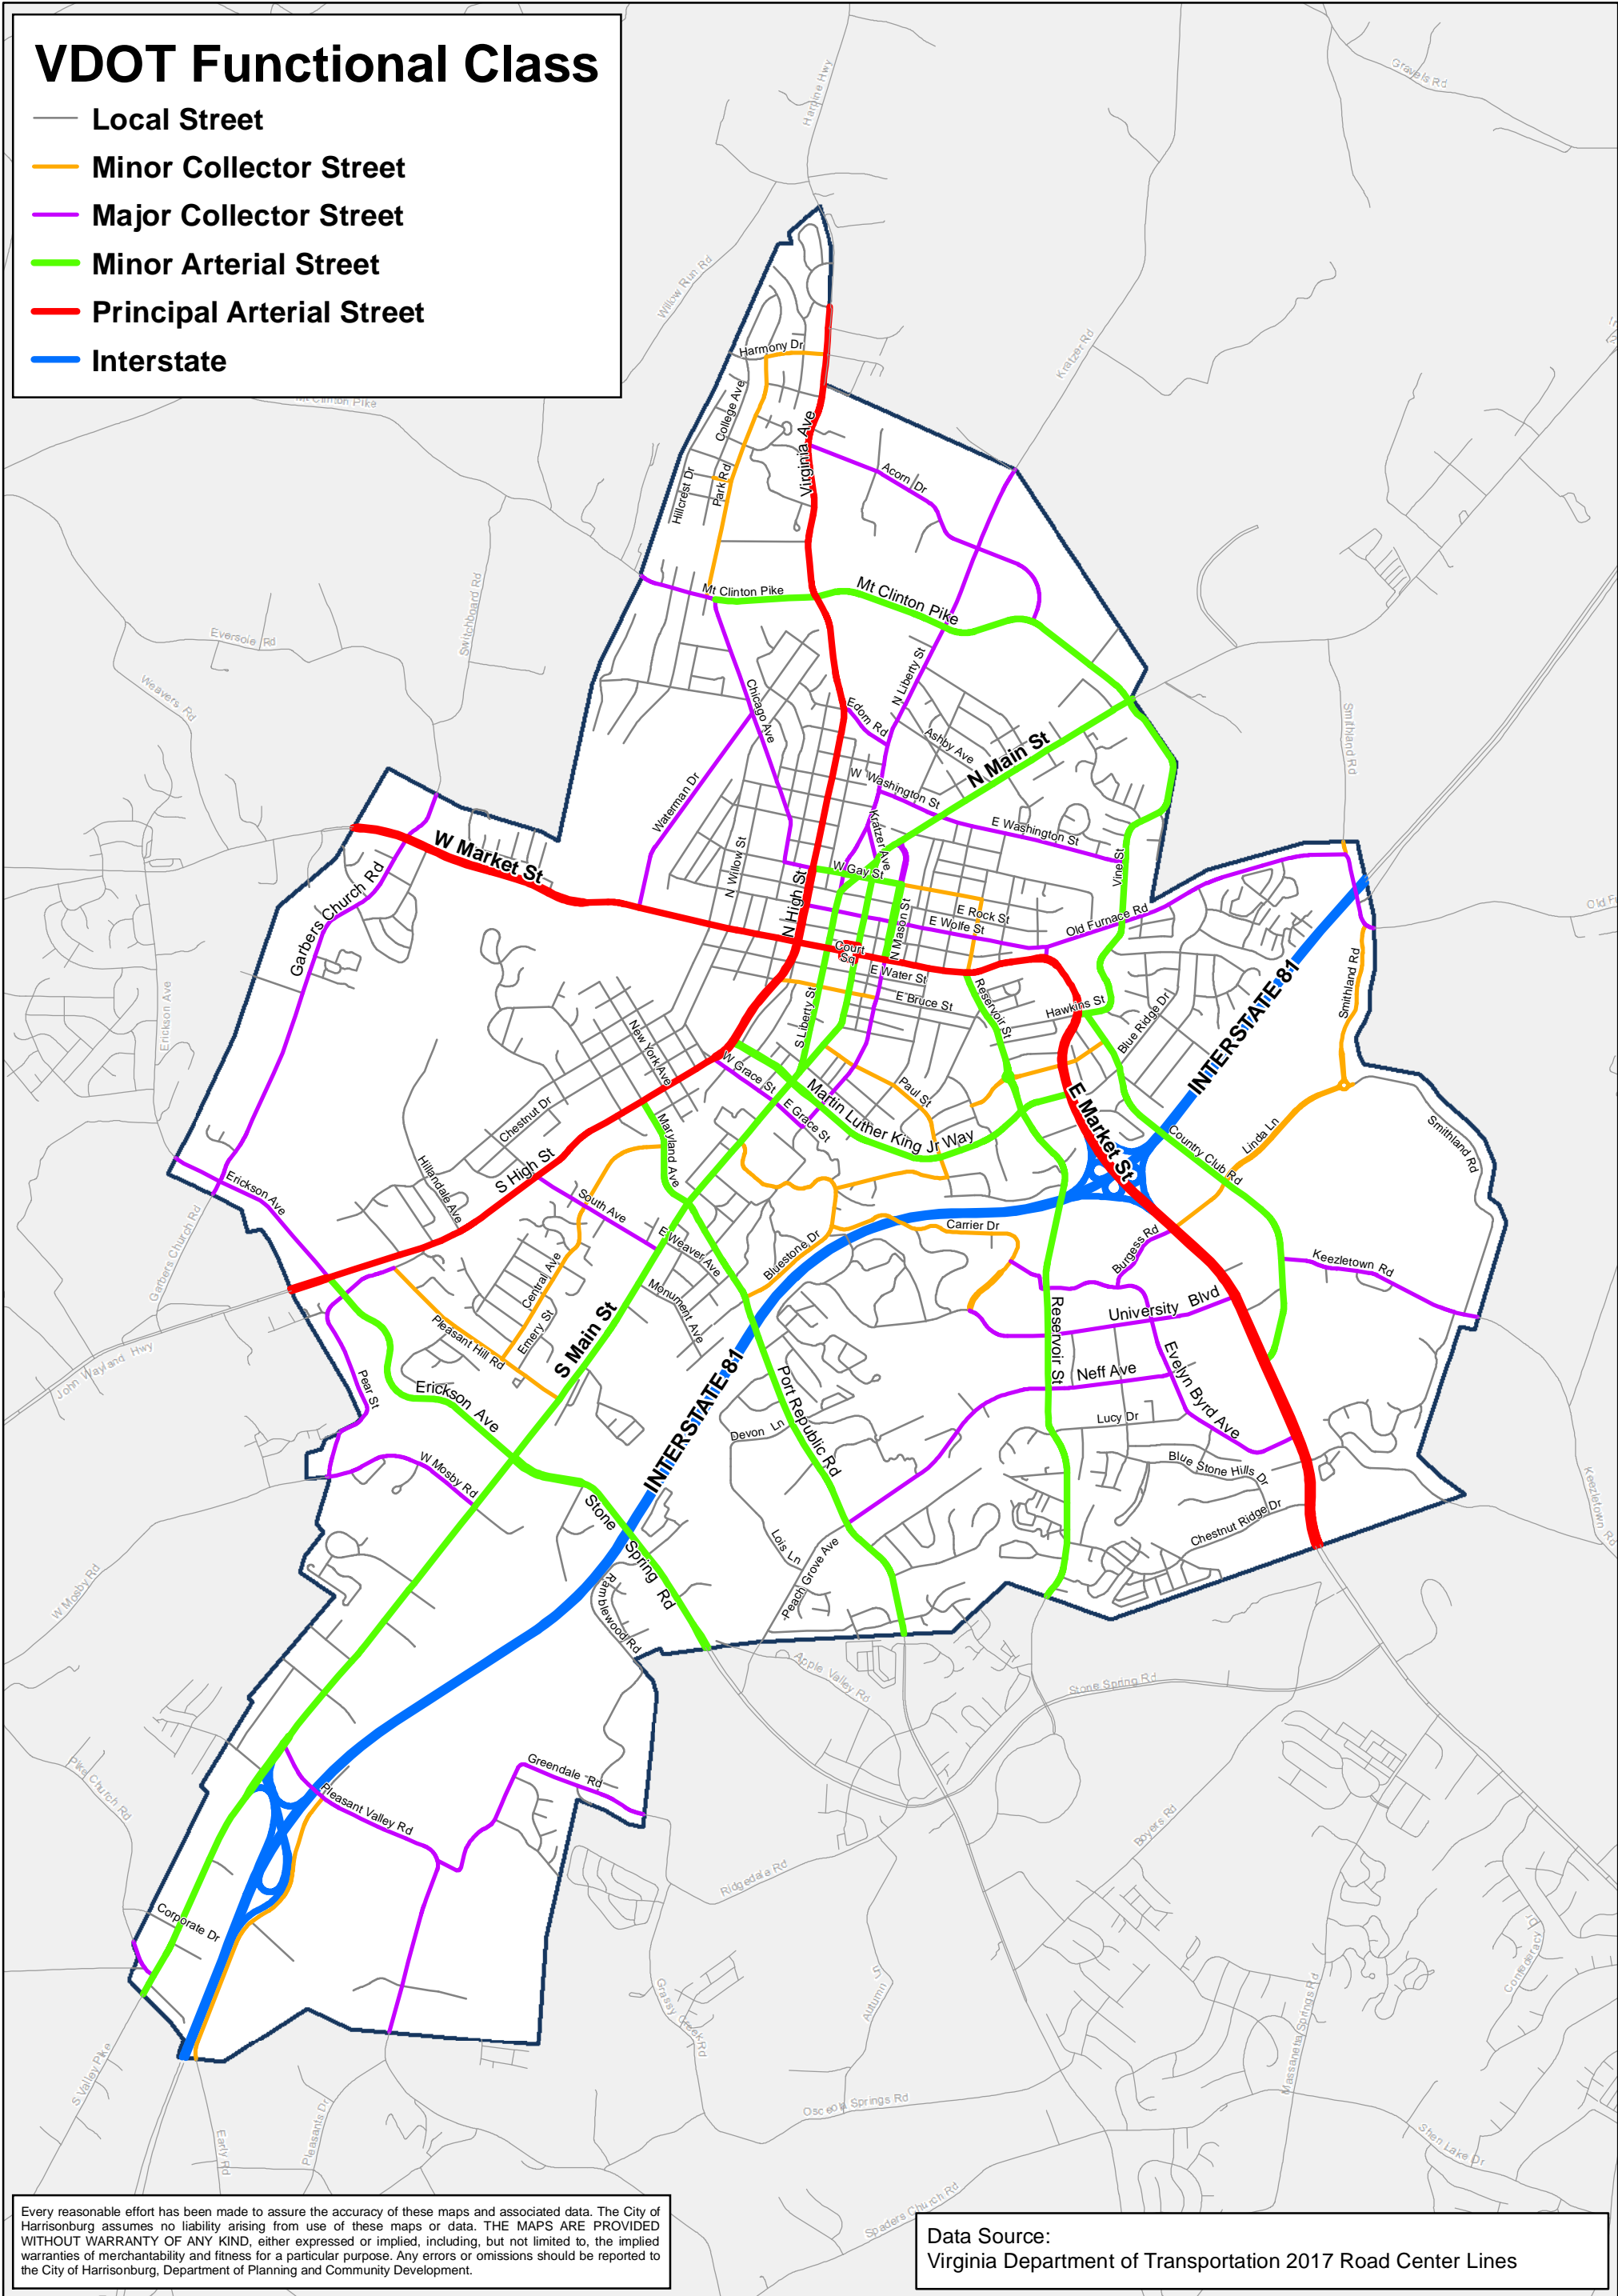 VDOT Functional Class
Local Street
Minor Collector Street
Major Collector Street
Minor Arterial Street
Principal Arterial Street
Interstate
Harpine Hwy
Gravels Rd
Willow Run Rd
Kratzer Rd
Mt Clinton Pike
Harmony Dr
College Ave
Virginia Ave
Hillcrest Dr
Park Rd
Acorn Dr
Mt Clinton Pike
Mt Clinton Pike
Switchboard Rd
Eversole Rd
Weavers Rd
Smithland Rd
Chicago Ave
N Liberty St
Edom Rd
Ashby Ave
N Main St
Waterman Dr
W Washington St
Kratzer Ave
E Washington St
W Market St
N Willow St
W Gay St
Vine St
Garbers Church Rd
N High St
N Mason St
E Rock St
E Wolfe St
Old Furnace Rd
Court
Sq
E Water St
E Bruce St
Reservoir St
Hawkins St
Blue Ridge Dr
INTERSTATE 81
Smithland Rd
Erickson Ave
S Liberty St
New York Ave
W Grace St
E Grace St
Martin Luther King Jr Way
Paul St
E Market St
Linda Ln
Country Club Rd
Smithland Rd
Chestnut Dr
Maryland Ave
S High St
Hillandale Ave
Erickson Ave
South Ave
E Weaver Ave
Bluestone Dr
Carrier Dr
Burgess Rd
Keezletown Rd
Garbers Church Rd
Central Ave
Emery St
Monument Ave
S Main St
Pleasant Hill Rd
University Blvd
Reservoir St
Neff Ave
Evelyn Byrd Ave
John Wayland Hwy
Pear St
Erickson Ave
INTERSTATE 81
Port Republic Rd
Devon Ln
Lucy Dr
Blue Stone Hills Dr
Chestnut Ridge Dr
Keezletown Rd
W Mosby Rd
Stone Spring Rd
Lois Ln
Peach Grove Ave
W Mosby Rd
Ramblewood Rd
Apple Valley Rd
Stone Spring Rd
Pike Church Rd
Greendale Rd
Pleasant Valley Rd
Boyers Rd
Ridgedale Rd
Corporate Dr
Grassy Creek Rd
Massanetta Springs Rd
S Valley Pike
Early Rd
Pleasants Dr
Osceola Springs Rd
Shen Lake Dr
Spaders Church Rd
Every reasonable effort has been made to assure the accuracy of these maps and associated data. The City of
Harrisonburg assumes no liability arising from use of these maps or data. THE MAPS ARE PROVIDED
WITHOUT WARRANTY OF ANY KIND, either expressed or implied, including, but not limited to, the implied
warranties of merchantability and fitness for a particular purpose. Any errors or omissions should be reported to
the City of Harrisonburg, Department of Planning and Community Development.
Data Source:
Virginia Department of Transportation 2017 Road Center Lines